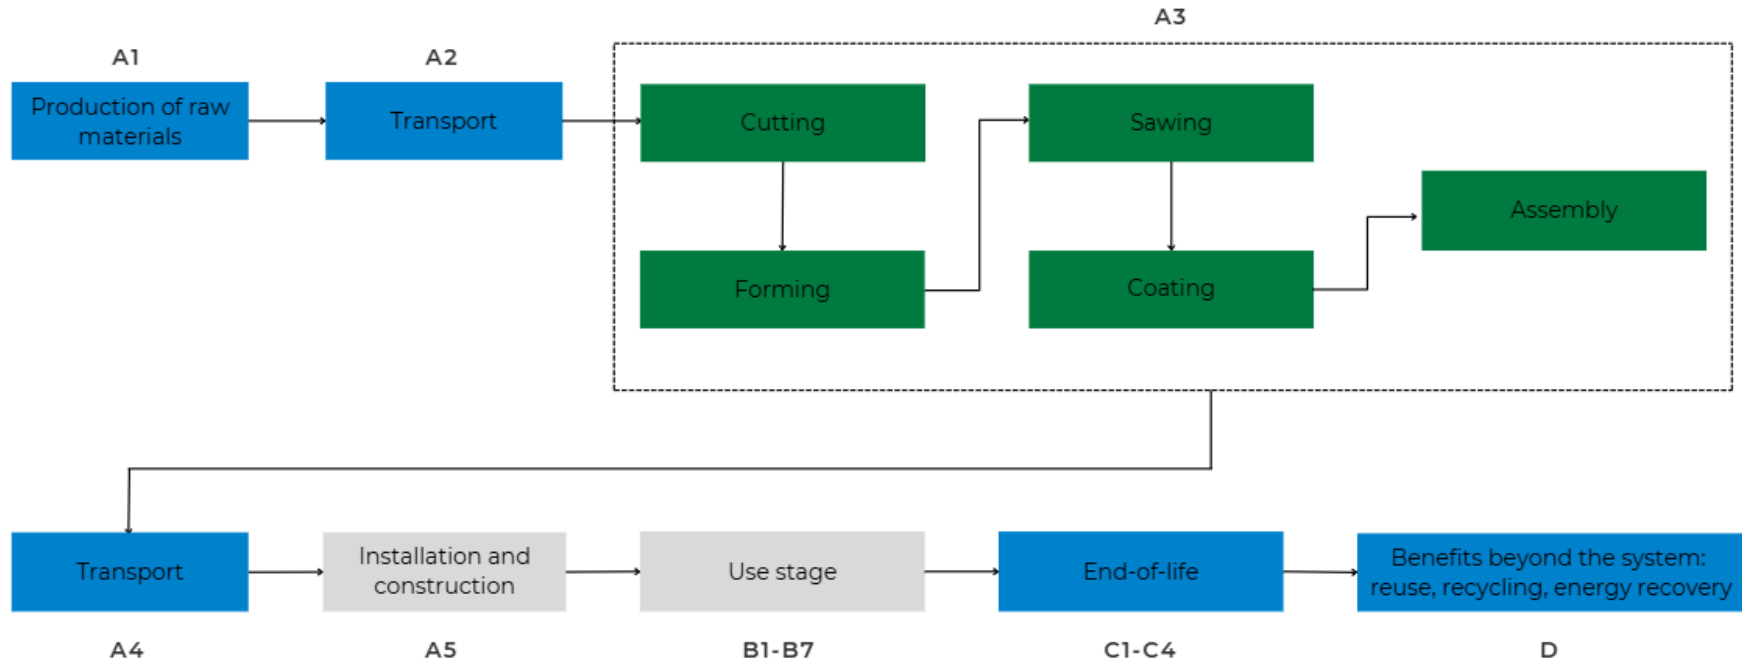 A3
A1
A2
Production of raw
materials
Transport
Cutting
Sawing
Assembly
Forming
Coating
Transport
Installation and
construction
Use stage
End-of-life
Benefits beyond the system:
reuse, recycling, energy recovery
A4
A5
B1-B7
C1-C4
D